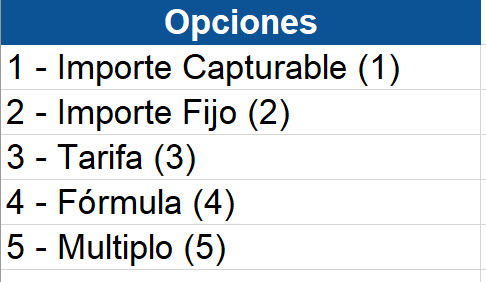 Opciones
1 - Importe Capturable (1)
2 - Importe Fijo (2)
3 - Tarifa (3)
4 - Fórmula (4)
5 - Multiplo (5)